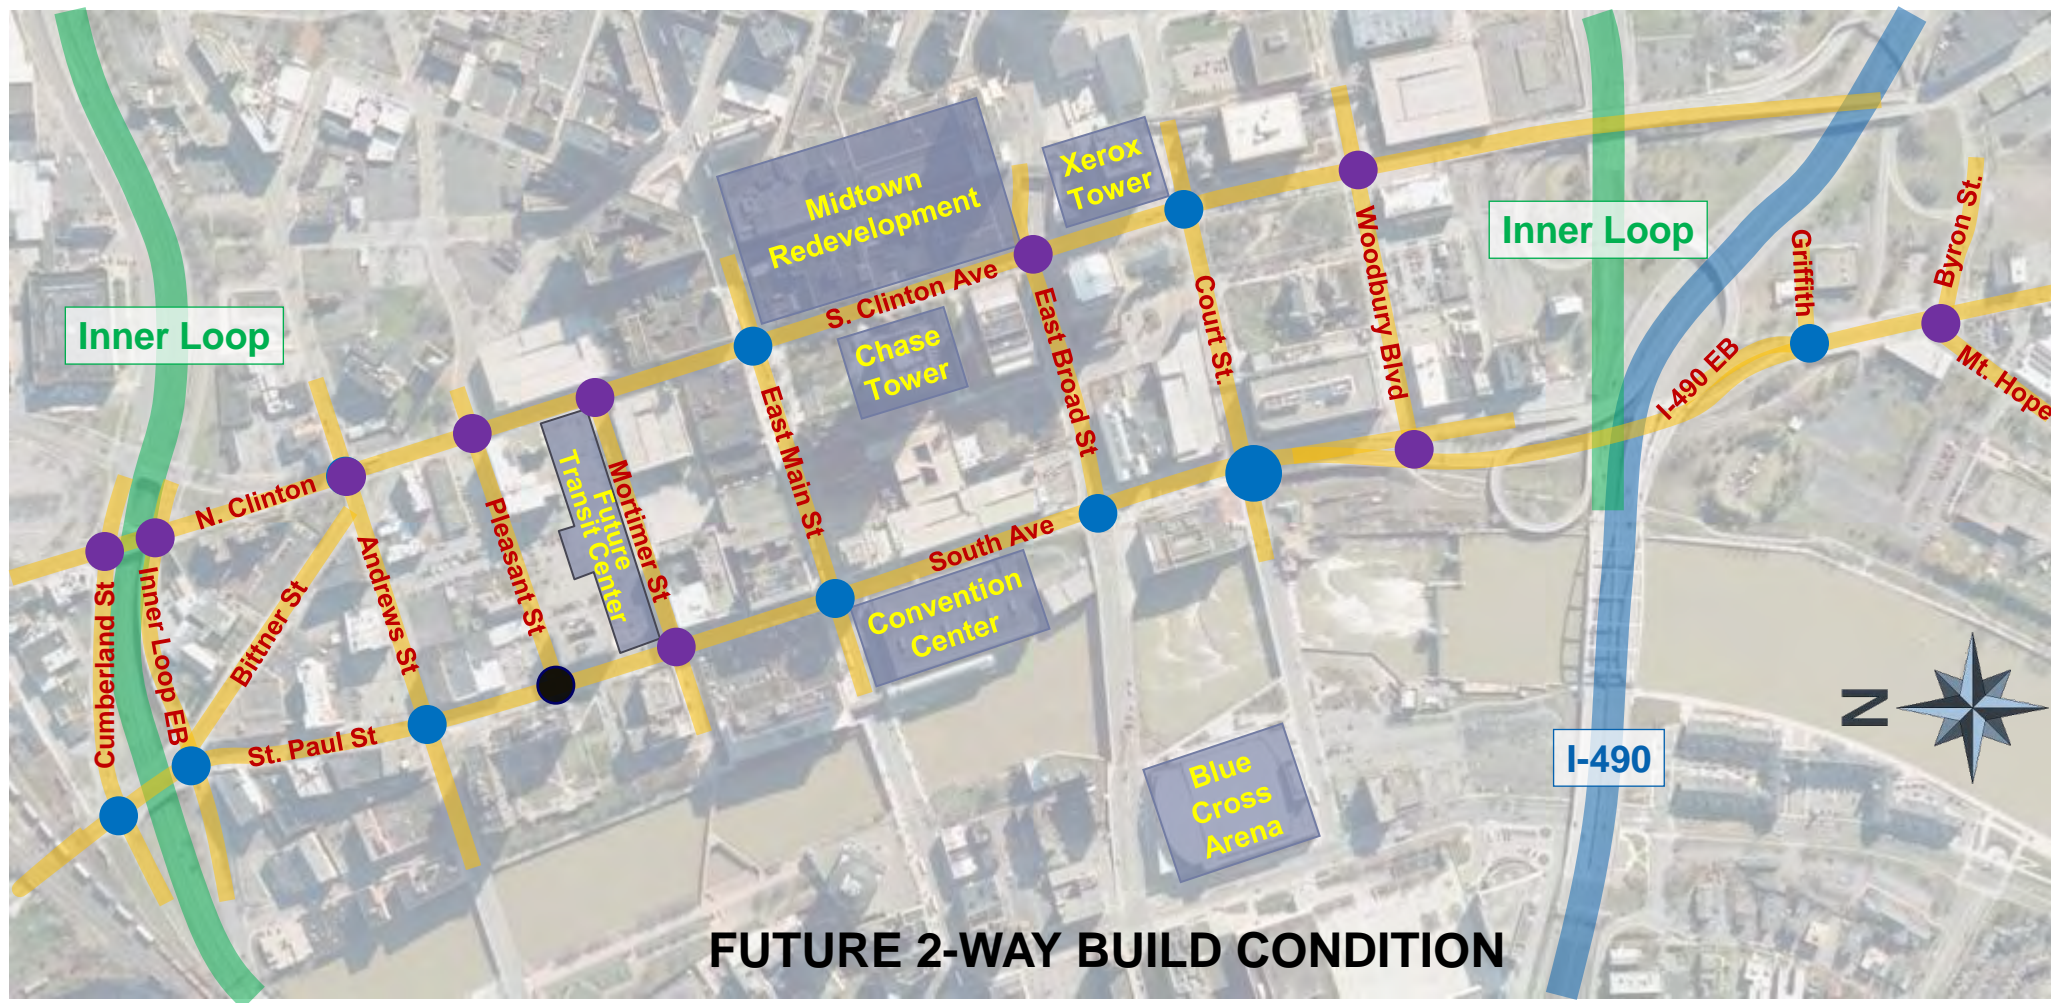 Xerox
Tower
Midtown
Redevelopment
Inner Loop
Byron St.
Woodbury Blvd
Griffith
S. Clinton Ave
Court St.
East Broad St
Inner Loop
Chase
Tower
I-490 EB
Mt. Hope
East Main St
N. Clinton
Future
Transit Center
Mortimer St
Pleasant St
South Ave
Andrews St
Bittner St
Inner Loop EB
Cumberland St
Convention
Center
St. Paul St
N
I-490
Blue
Cross
Arena
FUTURE 2-WAY BUILD CONDITION